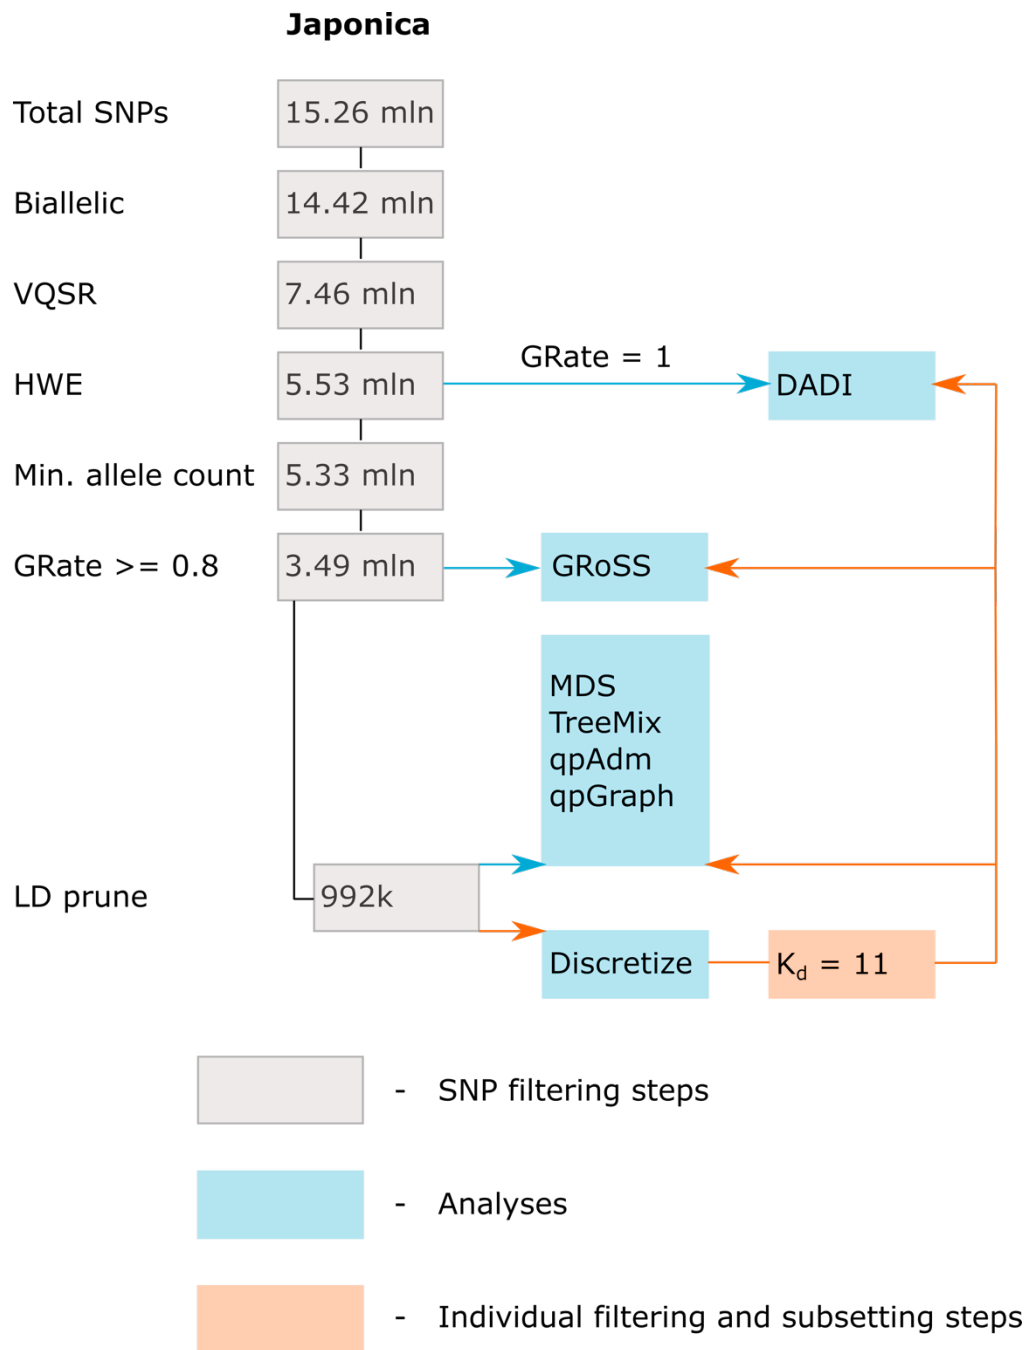 Japonica
Total SNPs
15.26 mln
Biallelic
14.42 mln
VQSR
7.46 mln
HWE
5.53 mln
GRate = 1
DADI
Min. allele count
5.33 mln
GRate >= 0.8
3.49 mln
GRoSS
MDS
TreeMix
qpAdm
qpGraph
LD prune
992k
Discretize
K_d = 11
- SNP filtering steps
- Analyses
- Individual filtering and subsetting steps